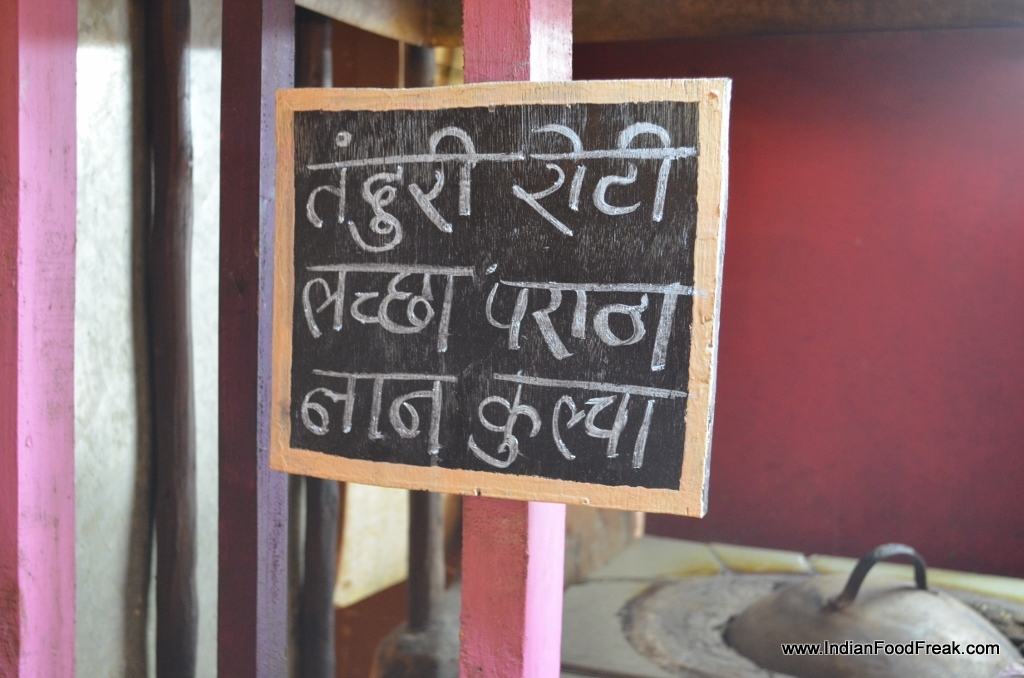 तंदुरी रोटी
लच्छा पराठा
नान कुल्चा
www.IndianFoodFreak.com